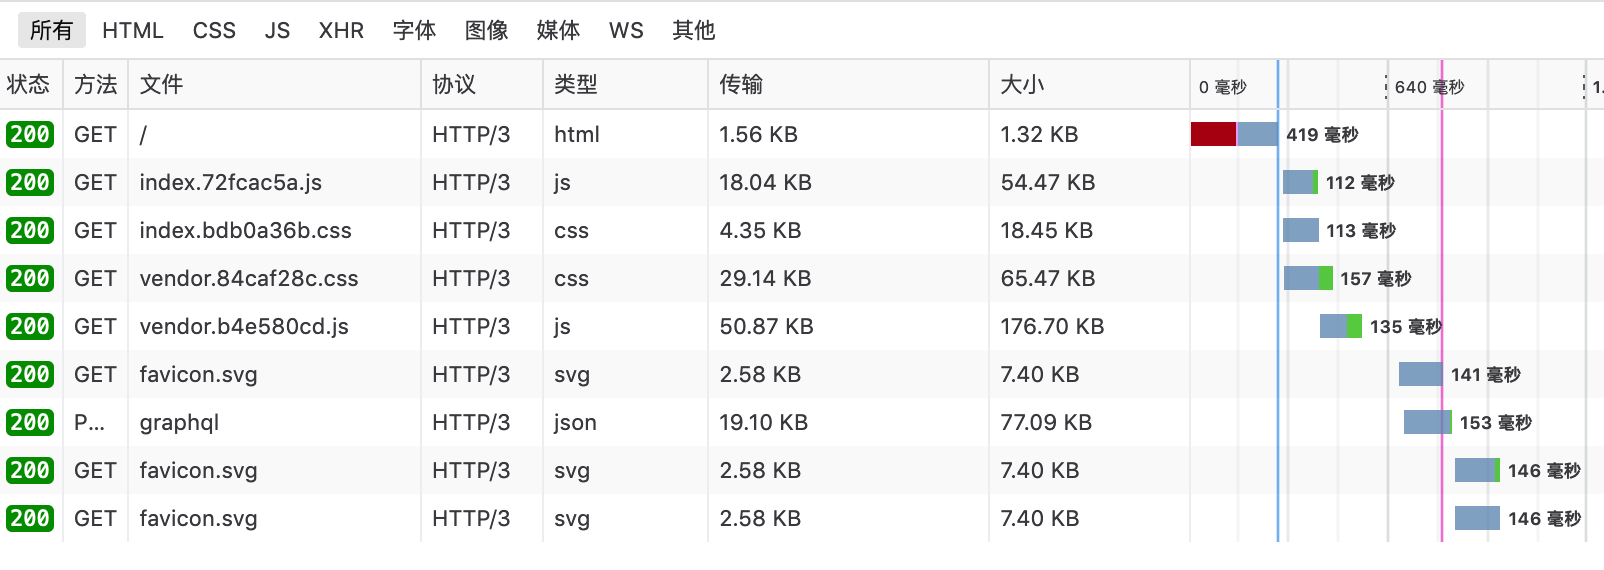 所有 HTML CSS JS XHR 字体 图像 媒体 WS 其他
状态 方法 文件 协议 类型 传输 大小 0 毫秒 640 毫秒 1.
200 GET / HTTP/3 html 1.56 KB 1.32 KB 419 毫秒
200 GET index.72fcac5a.js HTTP/3 js 18.04 KB 54.47 KB 112 毫秒
200 GET index.bdb0a36b.css HTTP/3 css 4.35 KB 18.45 KB 113 毫秒
200 GET vendor.84caf28c.css HTTP/3 css 29.14 KB 65.47 KB 157 毫秒
200 GET vendor.b4e580cd.js HTTP/3 js 50.87 KB 176.70 KB 135 毫秒
200 GET favicon.svg HTTP/3 svg 2.58 KB 7.40 KB 141 毫秒
200 P... graphql HTTP/3 json 19.10 KB 77.09 KB 153 毫秒
200 GET favicon.svg HTTP/3 svg 2.58 KB 7.40 KB 146 毫秒
200 GET favicon.svg HTTP/3 svg 2.58 KB 7.40 KB 146 毫秒